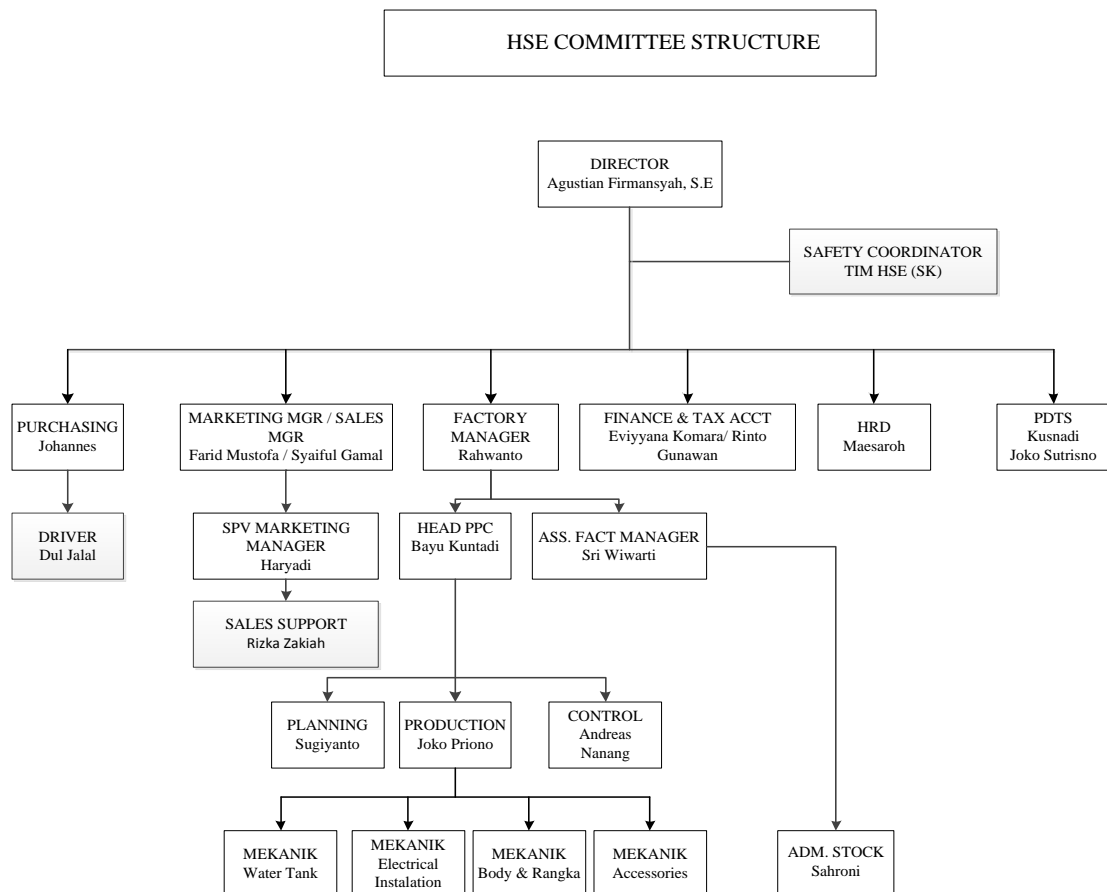 HSE COMMITTEE STRUCTURE
DIRECTOR
Agustian Firmansyah, S.E
SAFETY COORDINATOR
TIM HSE (SK)
PURCHASING
Johannes
MARKETING MGR / SALES
MGR
Farid Mustofa / Syaiful Gamal
FACTORY
MANAGER
Rahwanto
FINANCE & TAX ACCT
Eviyyana Komara/ Rinto
Gunawan
HRD
Maesaroh
PDTS
Kusnadi
Joko Sutrisno
DRIVER
Dul Jalal
SPV MARKETING
MANAGER
Haryadi
HEAD PPC
Bayu Kuntadi
ASS. FACT MANAGER
Sri Wiwarti
SALES SUPPORT
Rizka Zakiah
PLANNING
Sugiyanto
PRODUCTION
Joko Priono
CONTROL
Andreas
Nanang
MEKANIK
Water Tank
MEKANIK
Electrical
Instalation
MEKANIK
Body & Rangka
MEKANIK
Accessories
ADM. STOCK
Sahroni